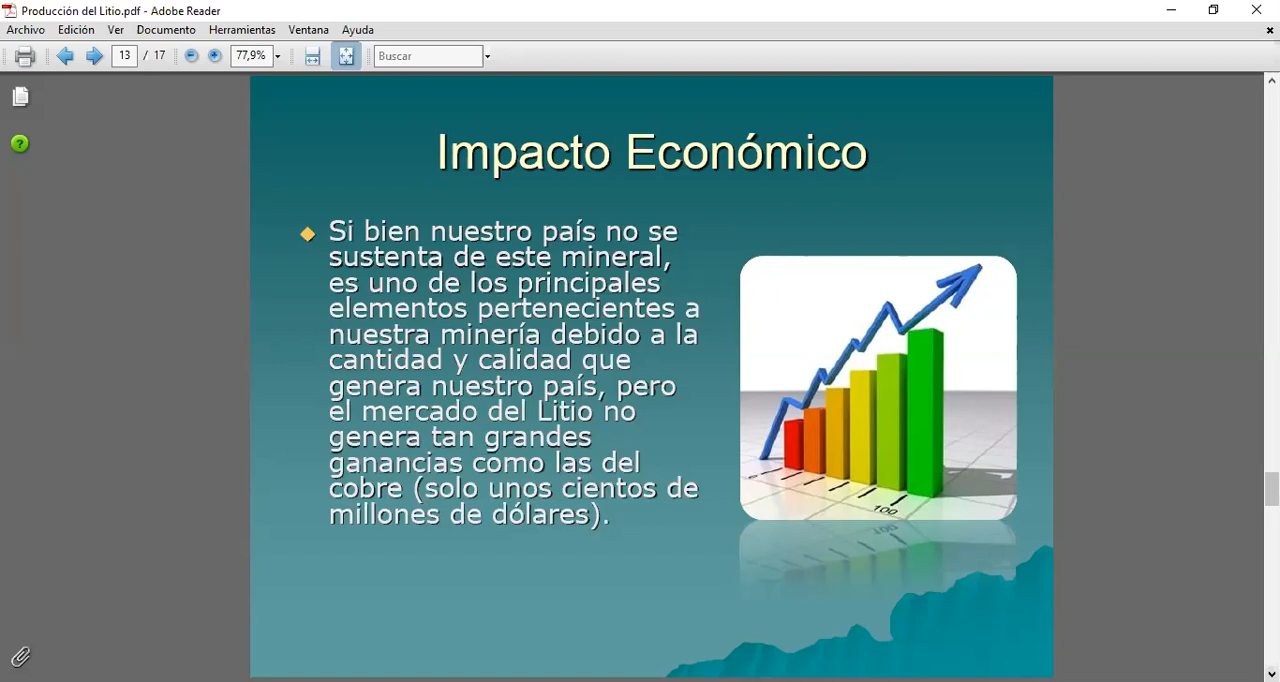 Producción del Litio.pdf - Adobe Reader
Archivo Edición Ver Documento Herramientas Ventana Ayuda
13 / 17 77,9% Buscar
Impacto Económico
Si bien nuestro país no se
sustenta de este mineral,
es uno de los principales
elementos pertenecientes a
nuestra minería debido a la
cantidad y calidad que
genera nuestro país, pero
el mercado del Litio no
genera tan grandes
ganancias como las del
cobre (solo unos cientos de
millones de dólares).
100